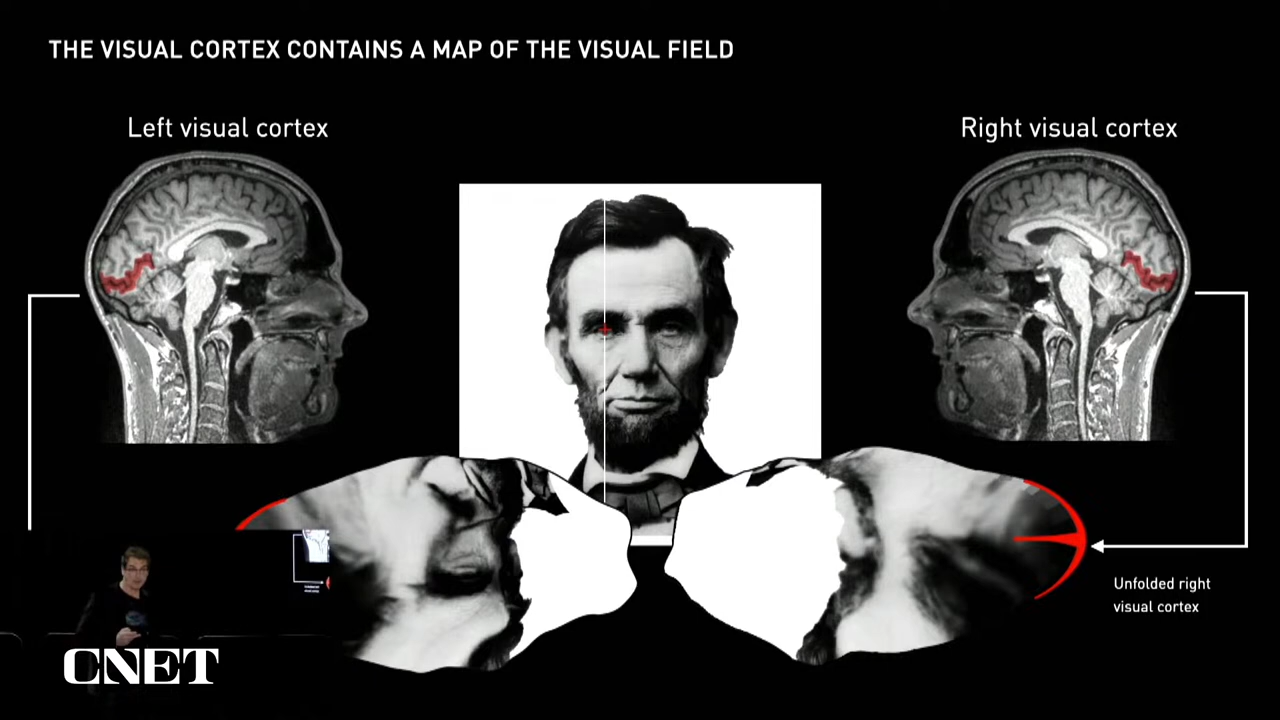 THE VISUAL CORTEX CONTAINS A MAP OF THE VISUAL FIELD
Left visual cortex
Right visual cortex
Unfolded right
visual cortex
CNET